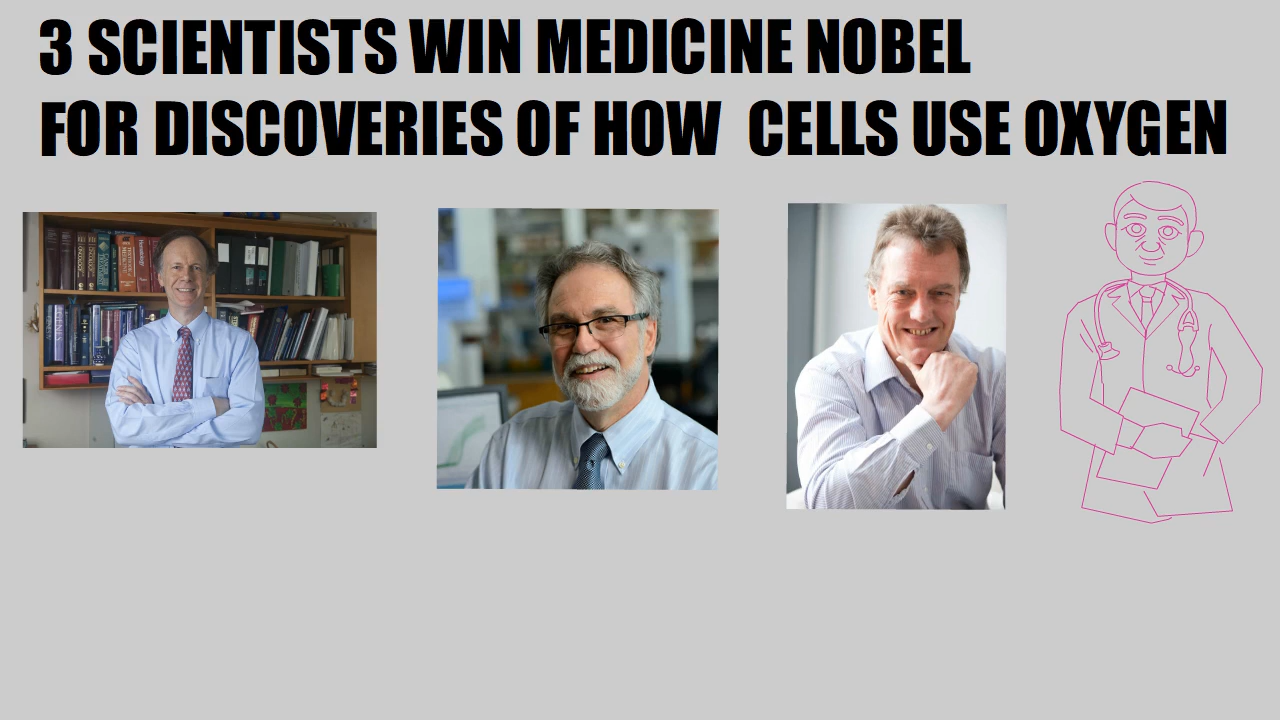 3 SCIENTISTS WIN MEDICINE NOBEL
FOR DISCOVERIES OF HOW CELLS USE OXYGEN